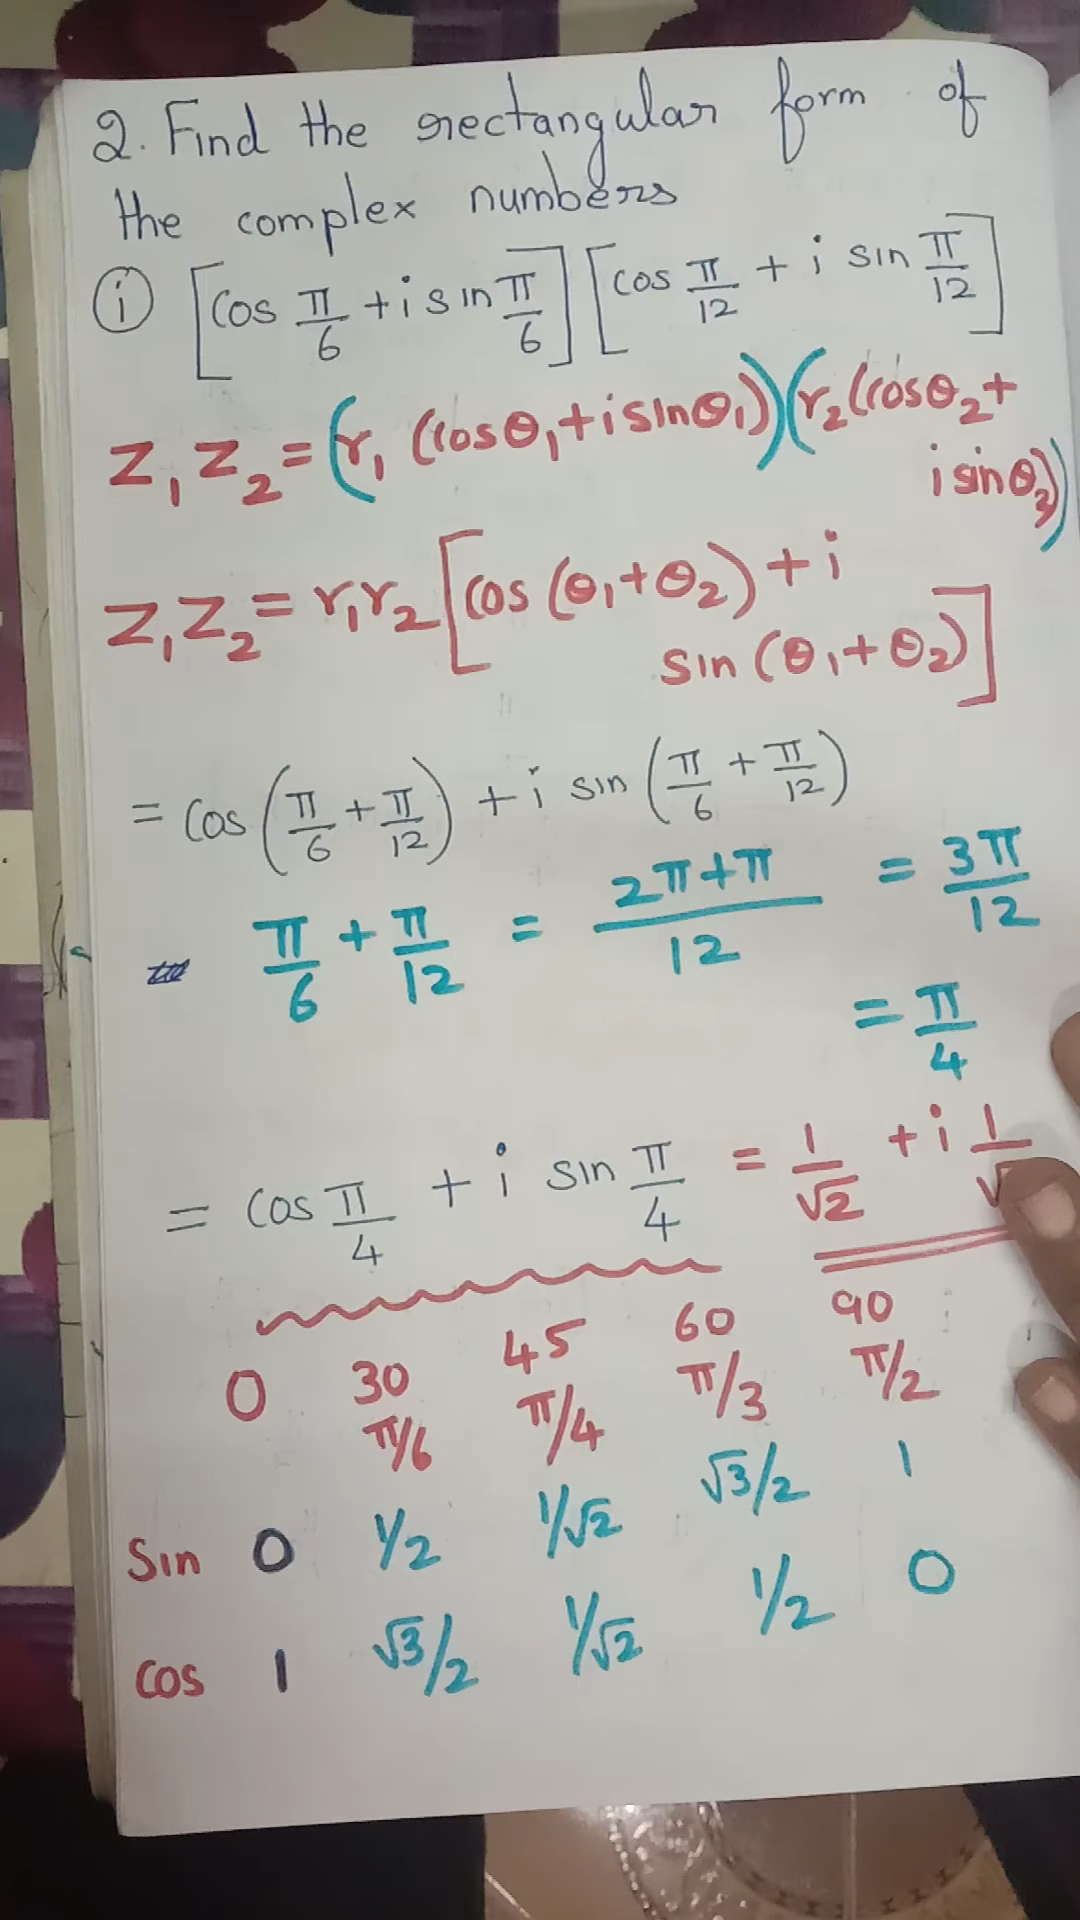 2. Find the rectangular form of
the complex numbers
(i) [cos π/6 + i sin π/6] [cos π/12 + i sin π/12]
z₁z₂ = (r₁ (cosθ₁ + i sinθ₁)) (r₂ (cosθ₂ +
i sinθ₂))
z₁z₂ = r₁r₂ [cos (θ₁+θ₂) + i
sin (θ₁+θ₂)]
= cos (π/6 + π/12) + i sin (π/6 + π/12)
π/6 + π/12 = (2π+π)/12 = 3π/12
= π/4
= cos π/4 + i sin π/4 = 1/√2 + i 1/√
0 30 45 60 90
π/6 π/4 π/3 π/2
sin 0 1/2 1/√2 √3/2 1
cos 1 √3/2 1/√2 1/2 0